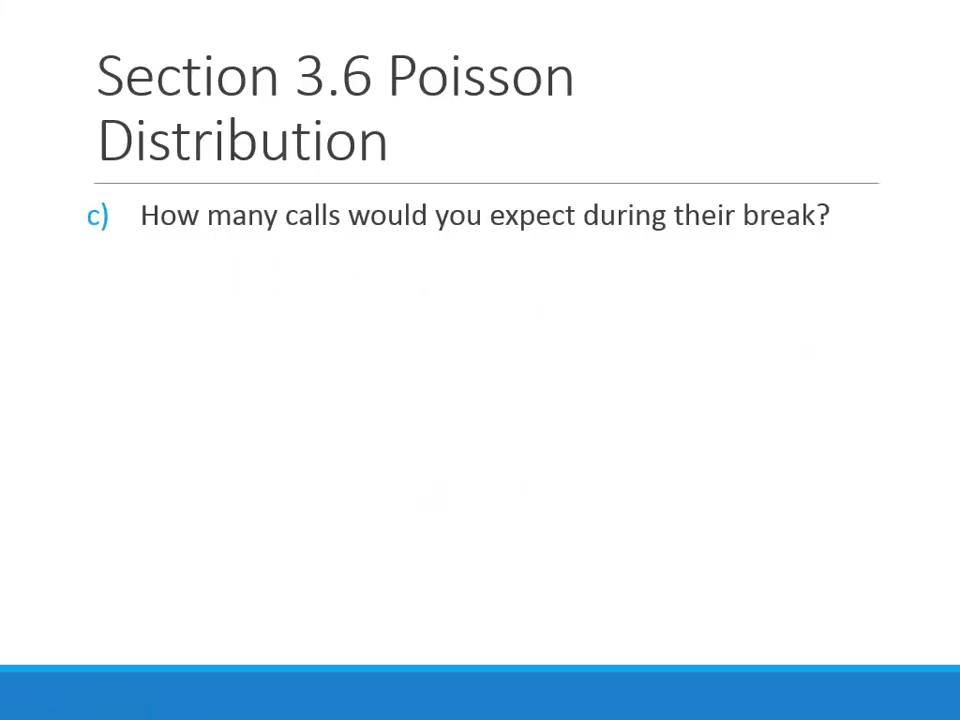 Section 3.6 Poisson
Distribution
c) How many calls would you expect during their break?